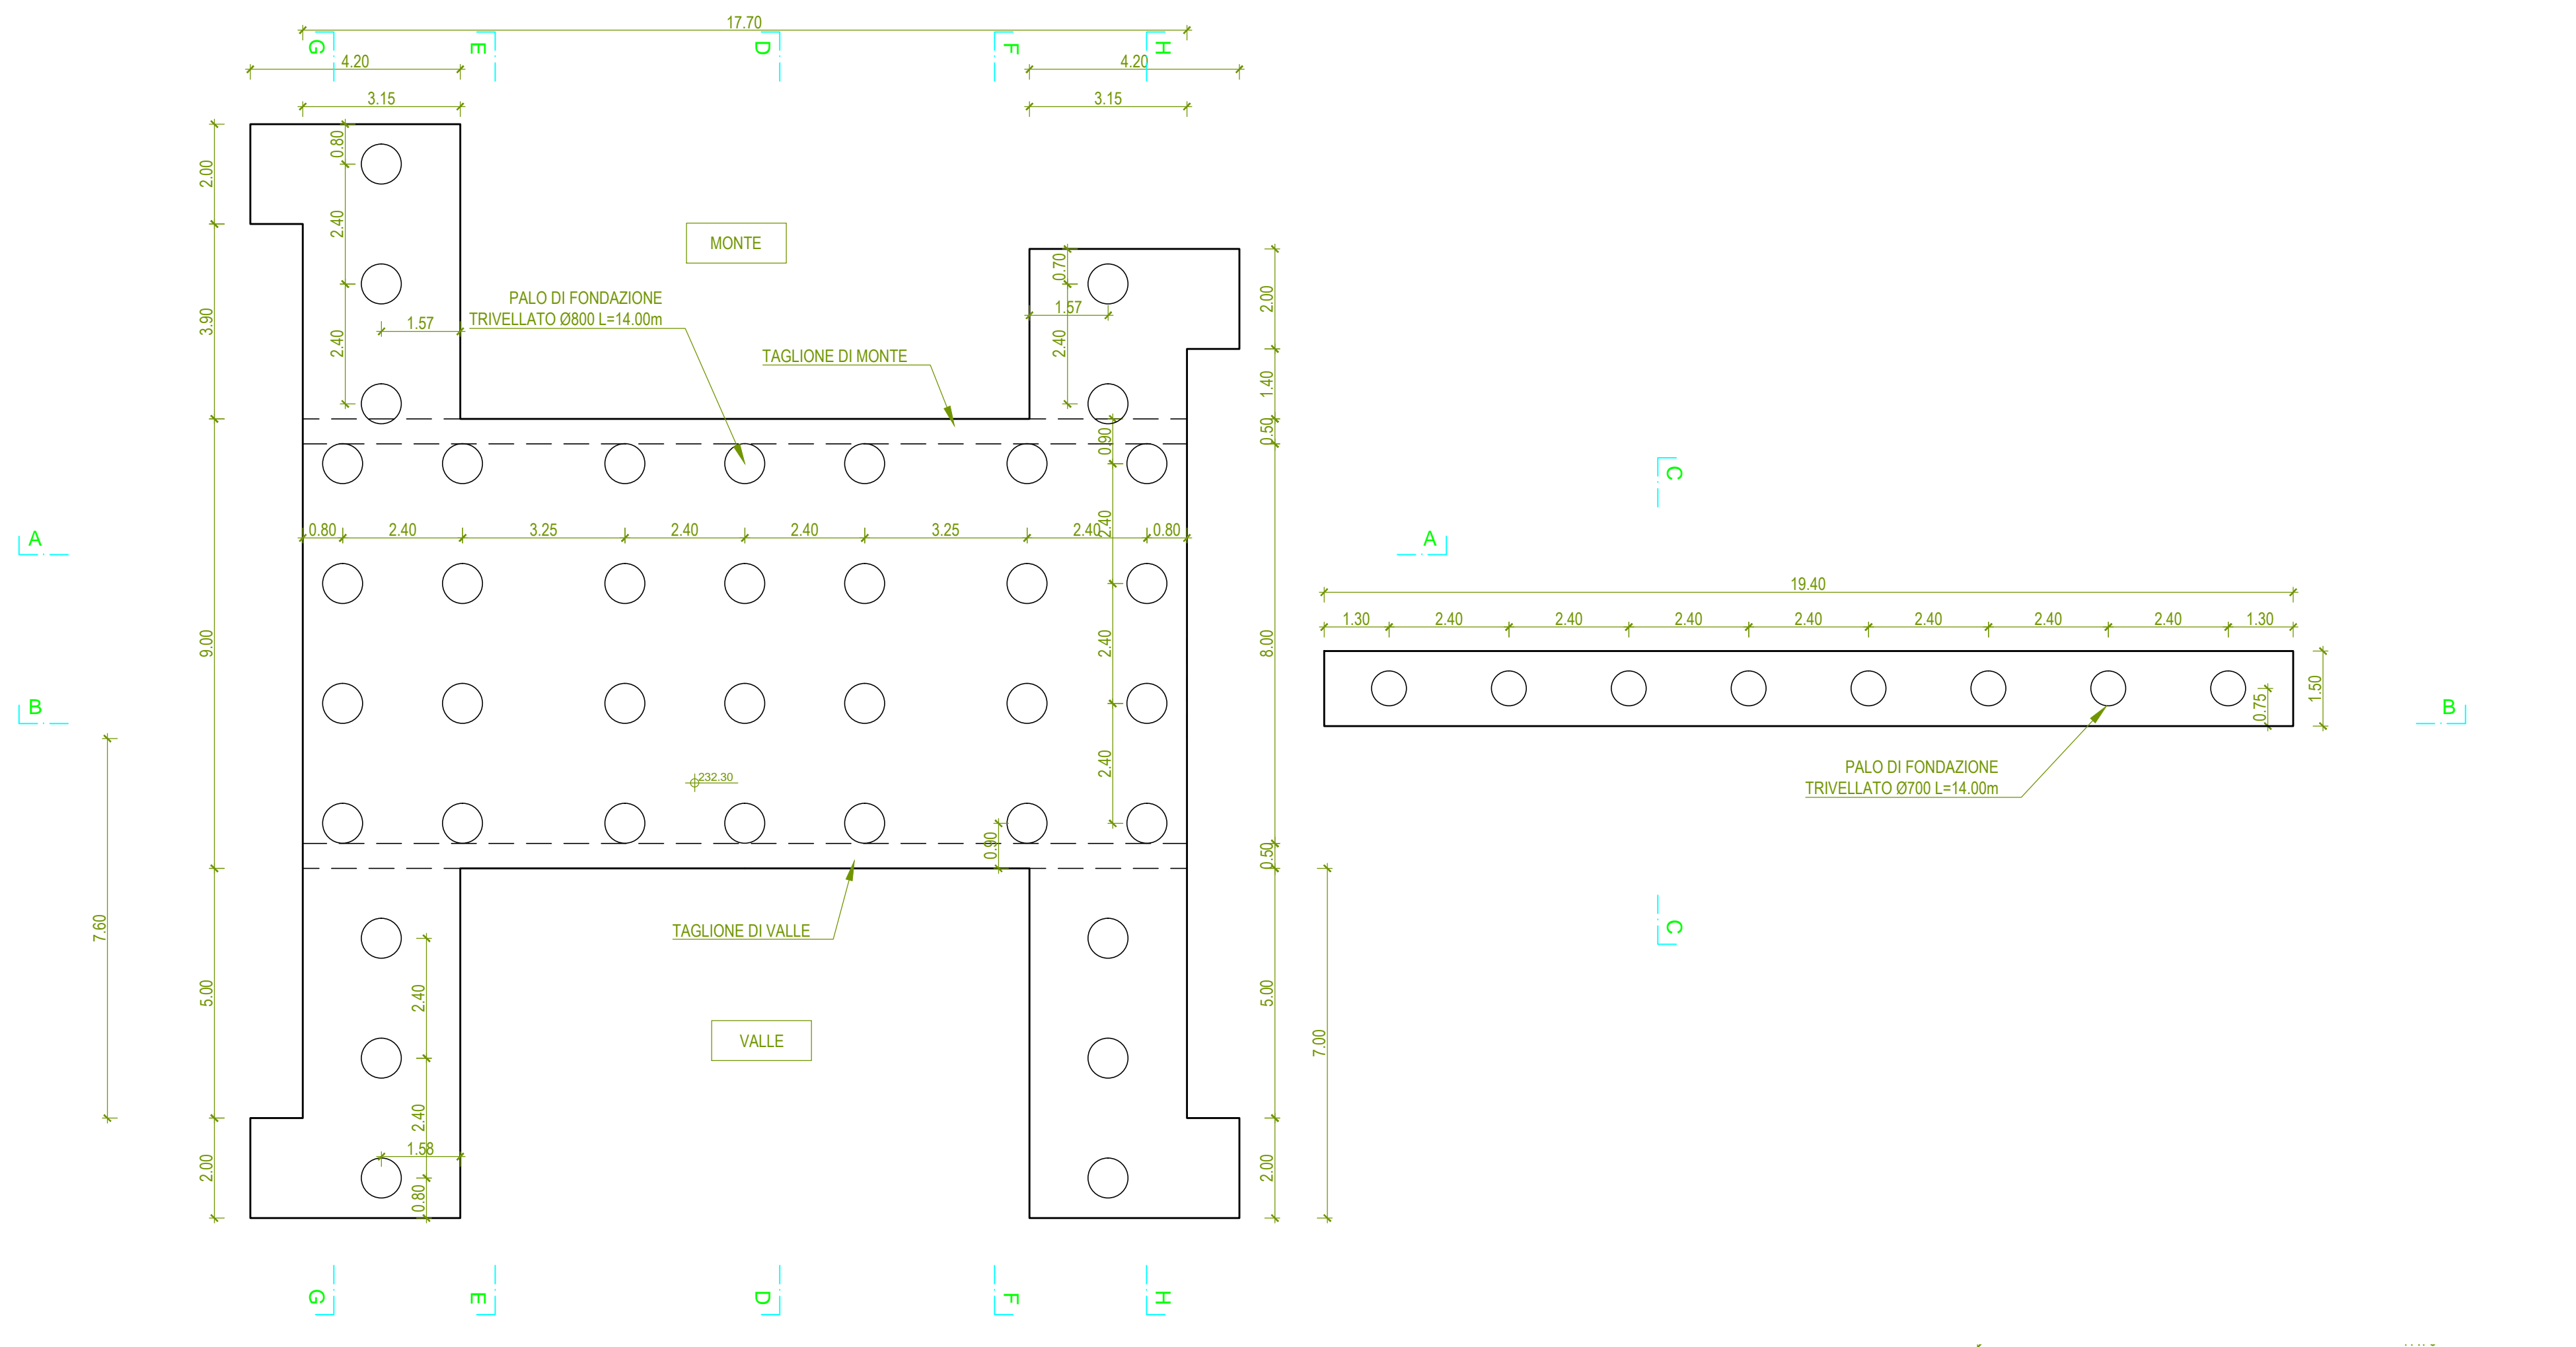 17.70
G
E
D
F
H
4.20
4.20
3.15
3.15
0.80
2.00
2.40
MONTE
0.70
2.00
PALO DI FONDAZIONE
TRIVELLATO Ø800 L=14.00m
1.57
1.57
3.90
2.40
2.40
TAGLIONE DI MONTE
1.40
0.50
0.90
C
A
0.80
2.40
3.25
2.40
2.40
3.25
2.40
0.80
2.40
A
19.40
1.30
2.40
2.40
2.40
2.40
2.40
2.40
2.40
1.30
9.00
2.40
8.00
1.50
0.75
B
B
2.40
232.30
PALO DI FONDAZIONE
TRIVELLATO Ø700 L=14.00m
0.90
0.50
7.60
TAGLIONE DI VALLE
C
5.00
2.40
5.00
VALLE
7.00
2.40
1.58
2.00
0.80
2.00
G
E
D
F
H